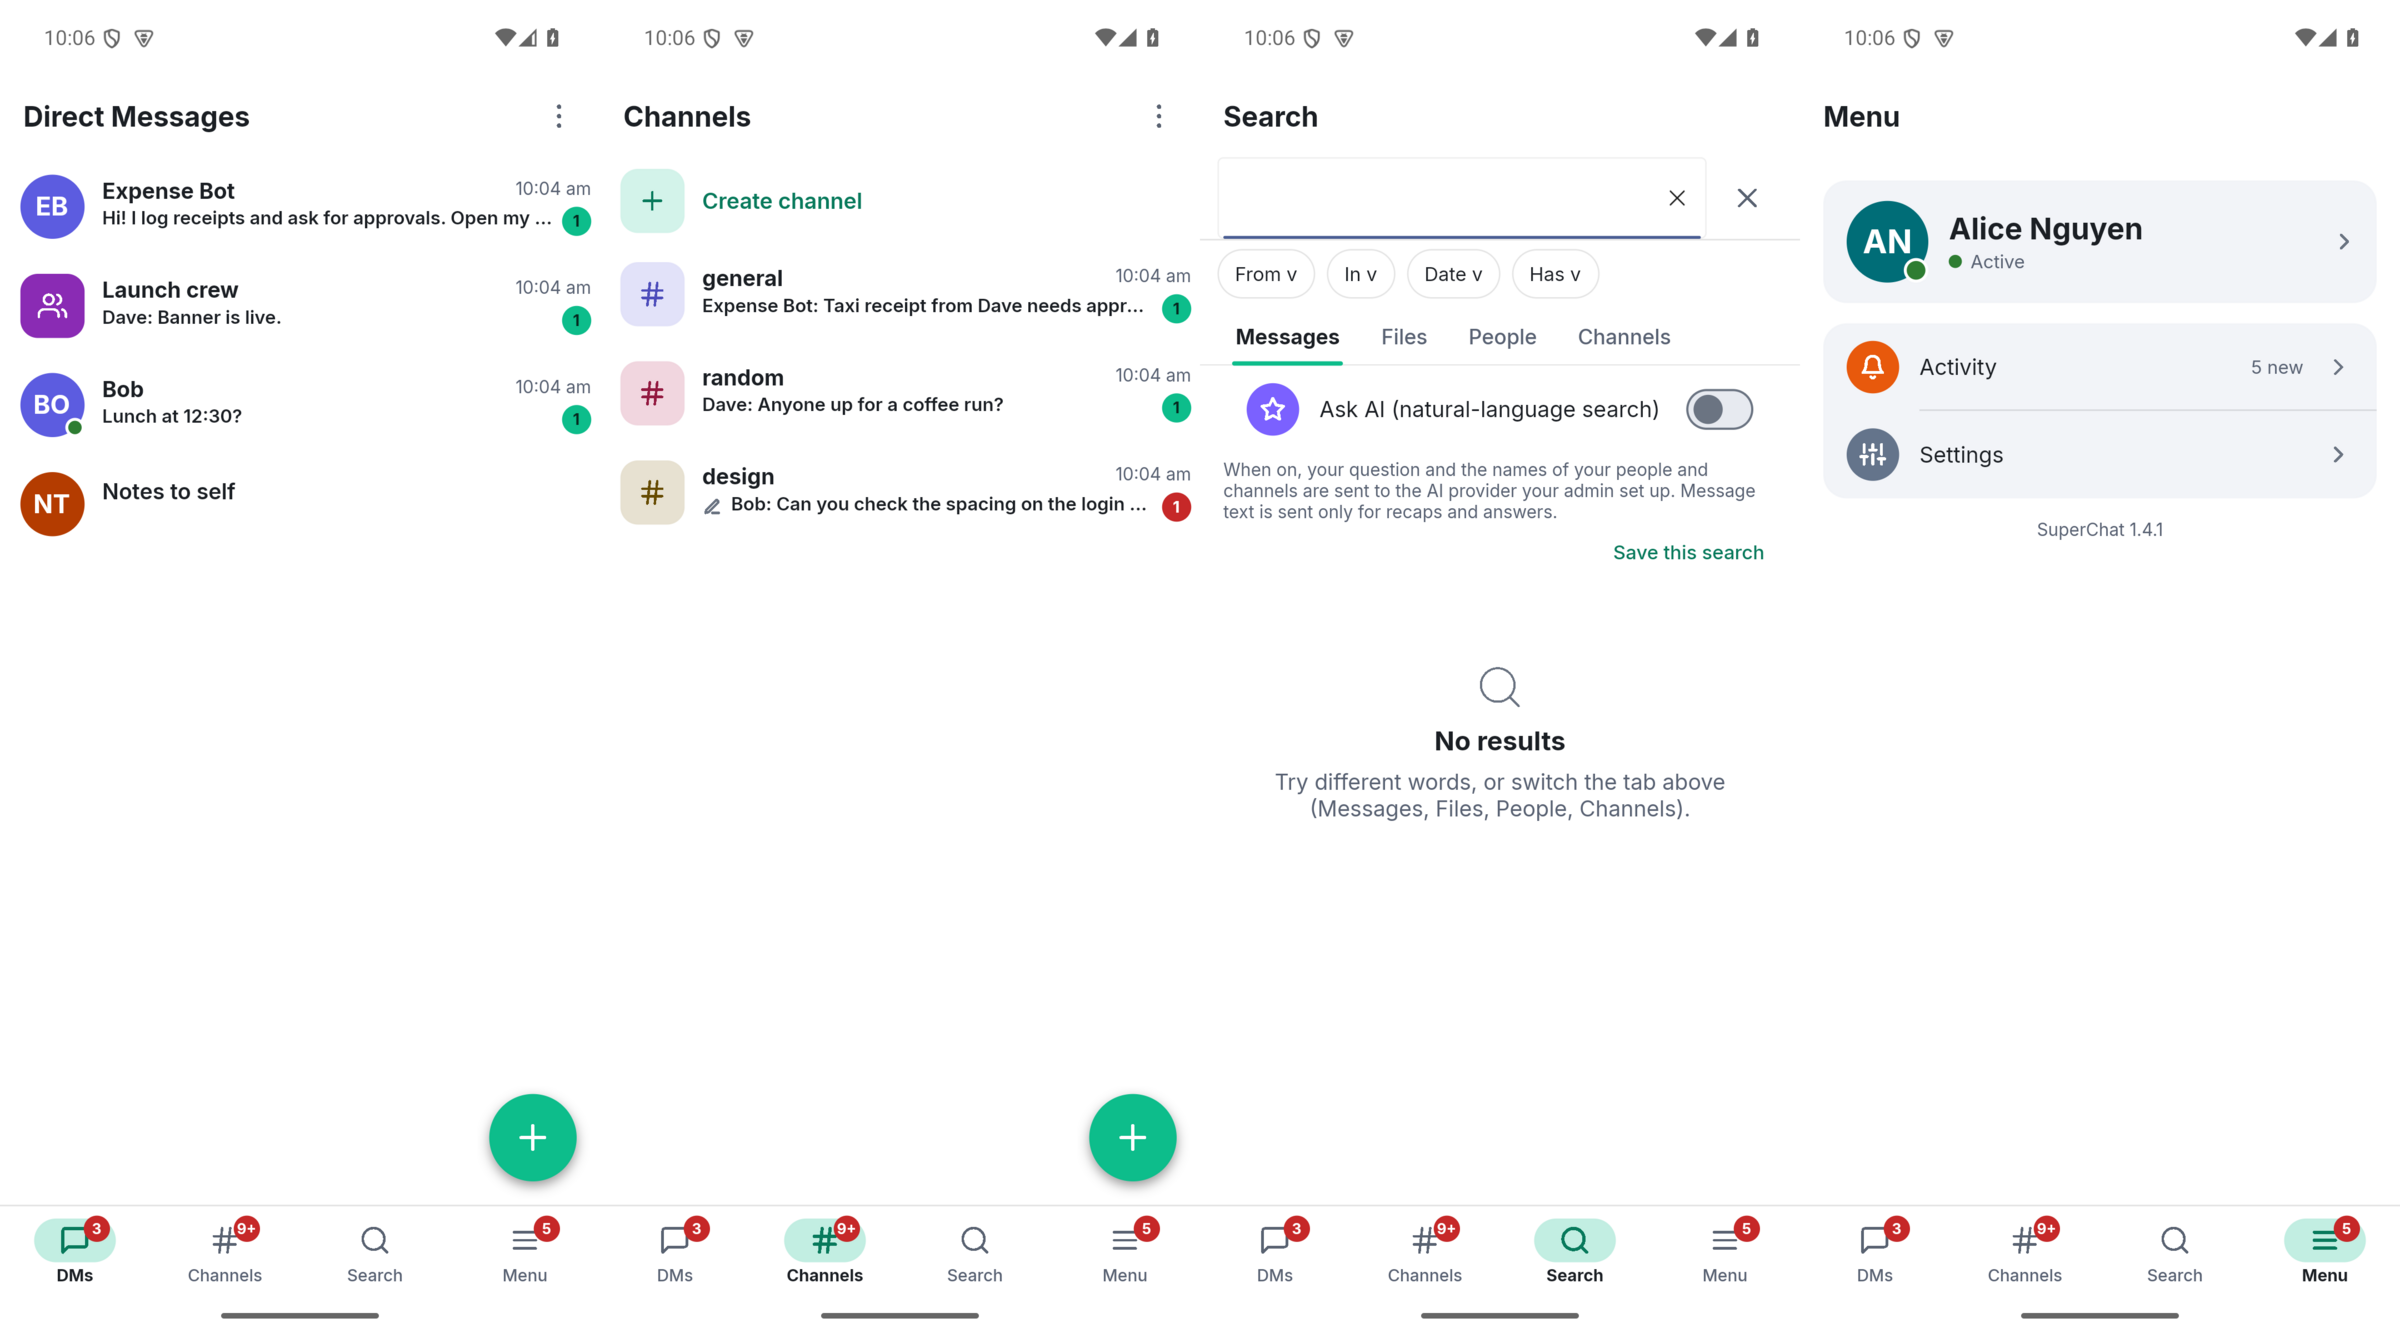 10:06
Direct Messages
EB
Expense Bot
10:04 am
Hi! I log receipts and ask for approvals. Open my ...
1
Launch crew
10:04 am
Dave: Banner is live.
1
BO
Bob
10:04 am
Lunch at 12:30?
1
NT
Notes to self
3
DMs
9+
Channels
Search
5
Menu
10:06
Channels
Create channel
general
10:04 am
Expense Bot: Taxi receipt from Dave needs appr...
1
random
10:04 am
Dave: Anyone up for a coffee run?
1
design
10:04 am
Bob: Can you check the spacing on the login ...
1
3
DMs
9+
Channels
Search
5
Menu
10:06
Search
From v
In v
Date v
Has v
Messages
Files
People
Channels
Ask AI (natural-language search)
When on, your question and the names of your people and
channels are sent to the AI provider your admin set up. Message
text is sent only for recaps and answers.
Save this search
No results
Try different words, or switch the tab above
(Messages, Files, People, Channels).
3
DMs
9+
Channels
Search
5
Menu
10:06
Menu
AN
Alice Nguyen
Active
Activity
5 new
Settings
SuperChat 1.4.1
3
DMs
9+
Channels
Search
5
Menu